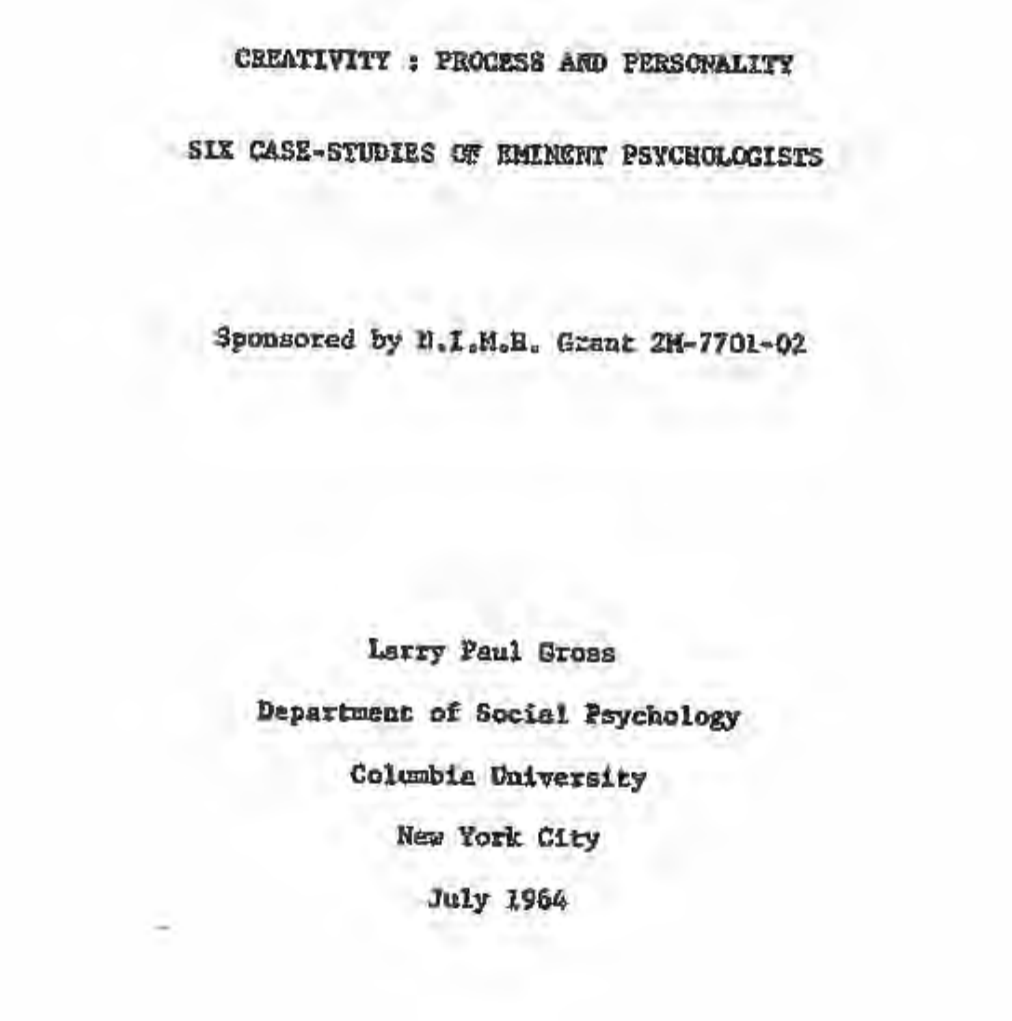 CREATIVITY : PROCESS AND PERSONALITY
SIX CASE-STUDIES OF EMINENT PSYCHOLOGISTS
Sponsored by N.I.M.H. Grant 2M-7701-02
Larry Paul Gross
Department of Social Psychology
Columbia University
New York City
July 1964